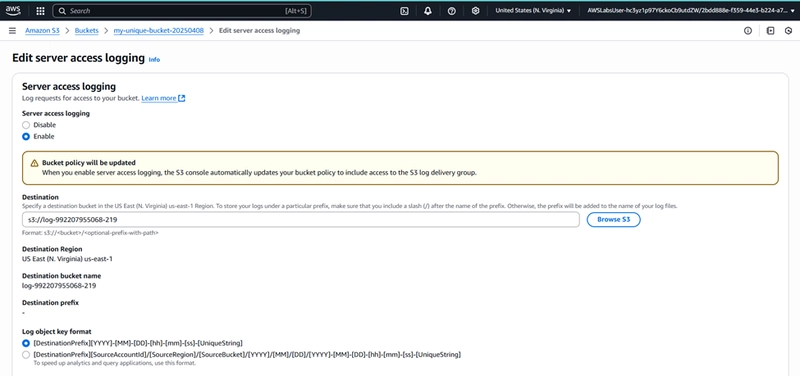 aws
Search
[Alt+S]
United States (N. Virginia)
AWSLabsUser-hc3yz1p97Y6ckoCb9utdZW/2bdd888e-f359-44e3-b224-a7...
Amazon S3 > Buckets > my-unique-bucket-20250408 > Edit server access logging
Edit server access logging Info
Server access logging
Log requests for access to your bucket. Learn more
Server access logging
Disable
Enable
Bucket policy will be updated
When you enable server access logging, the S3 console automatically updates your bucket policy to include access to the S3 log delivery group.
Destination
Specify a destination bucket in the US East (N. Virginia) us-east-1 Region. To store your logs under a particular prefix, make sure that you include a slash (/) after the name of the prefix. Otherwise, the prefix will be added to the name of your log files.
s3://log-992207955068-219
Browse S3
Format: s3://<bucket>/<optional-prefix-with-path>
Destination Region
US East (N. Virginia) us-east-1
Destination bucket name
log-992207955068-219
Destination prefix
-
Log object key format
[DestinationPrefix][YYYY]-[MM]-[DD]-[hh]-[mm]-[ss]-[UniqueString]
[DestinationPrefix][SourceAccountId]/[SourceRegion]/[SourceBucket]/[YYYY]/[MM]/[DD]/[YYYY]-[MM]-[DD]-[hh]-[mm]-[ss]-[UniqueString]
To speed up analytics and query applications, use this format.